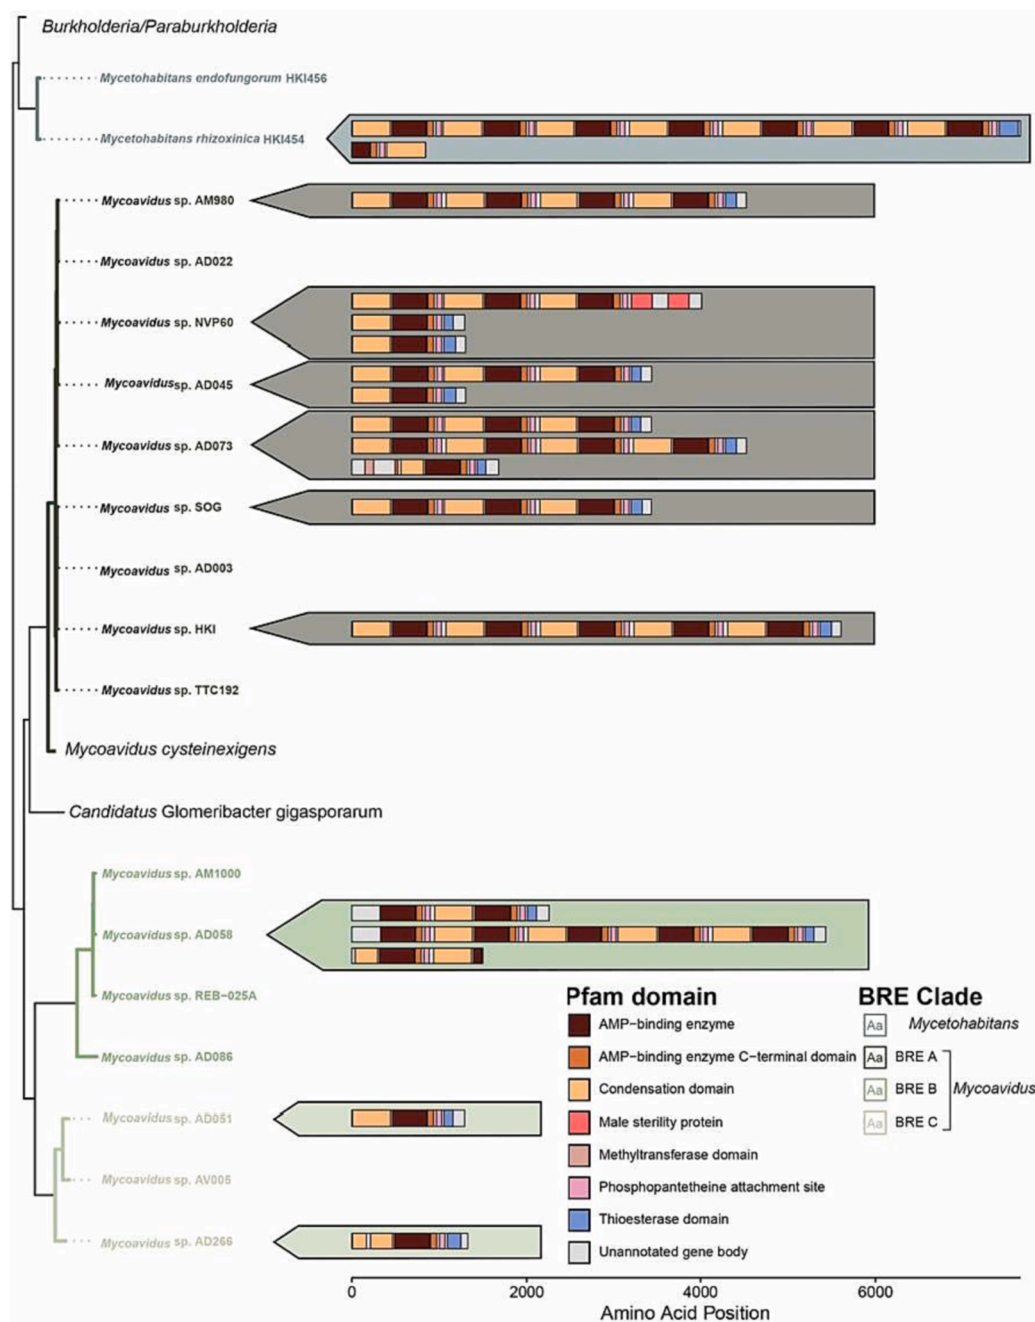 Burkholderia/Paraburkholderia
Mycetohabitans endofungorum HKI456
Mycetohabitans rhizoxinica HKI454
Mycoavidus sp. AM980
Mycoavidus sp. AD022
Mycoavidus sp. NVP60
Mycoavidus sp. AD045
Mycoavidus sp. AD073
Mycoavidus sp. SOG
Mycoavidus sp. AD003
Mycoavidus sp. HKI
Mycoavidus sp. TTC192
Mycoavidus cysteinexigens
Candidatus Glomeribacter gigasporarum
Mycoavidus sp. AM1000
Mycoavidus sp. AD058
Mycoavidus sp. REB-025A
Mycoavidus sp. AD086
Mycoavidus sp. AD051
Mycoavidus sp. AV005
Mycoavidus sp. AD266
Pfam domain
AMP-binding enzyme
AMP-binding enzyme C-terminal domain
Condensation domain
Male sterility protein
Methyltransferase domain
Phosphopantetheine attachment site
Thioesterase domain
Unannotated gene body
BRE Clade
Aa Mycetohabitans
Aa BRE A
Aa BRE B
Mycoavidus
Aa BRE C
0 2000 4000 6000
Amino Acid Position